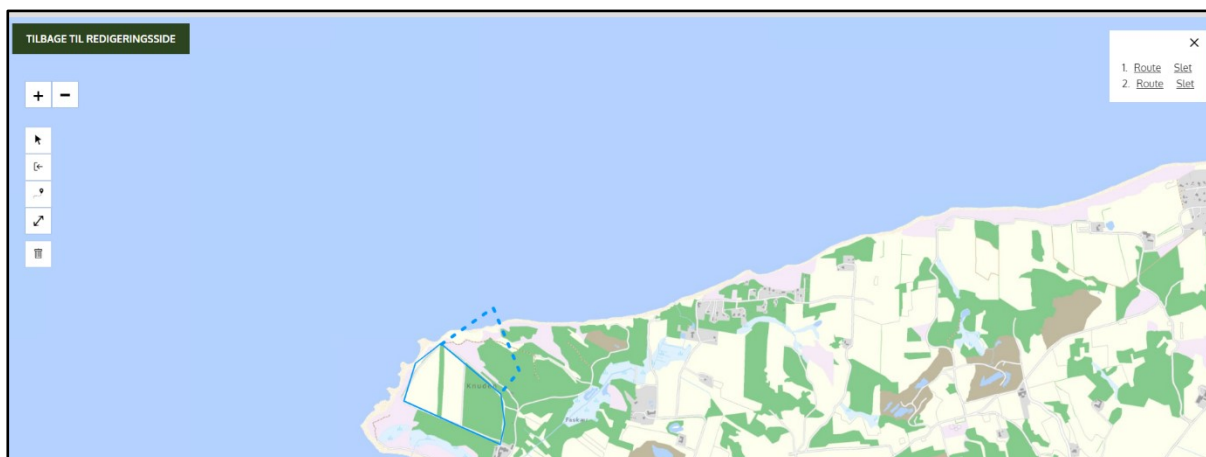 TILBAGE TIL REDIGERINGSSIDE
1. Route Slet
2. Route Slet